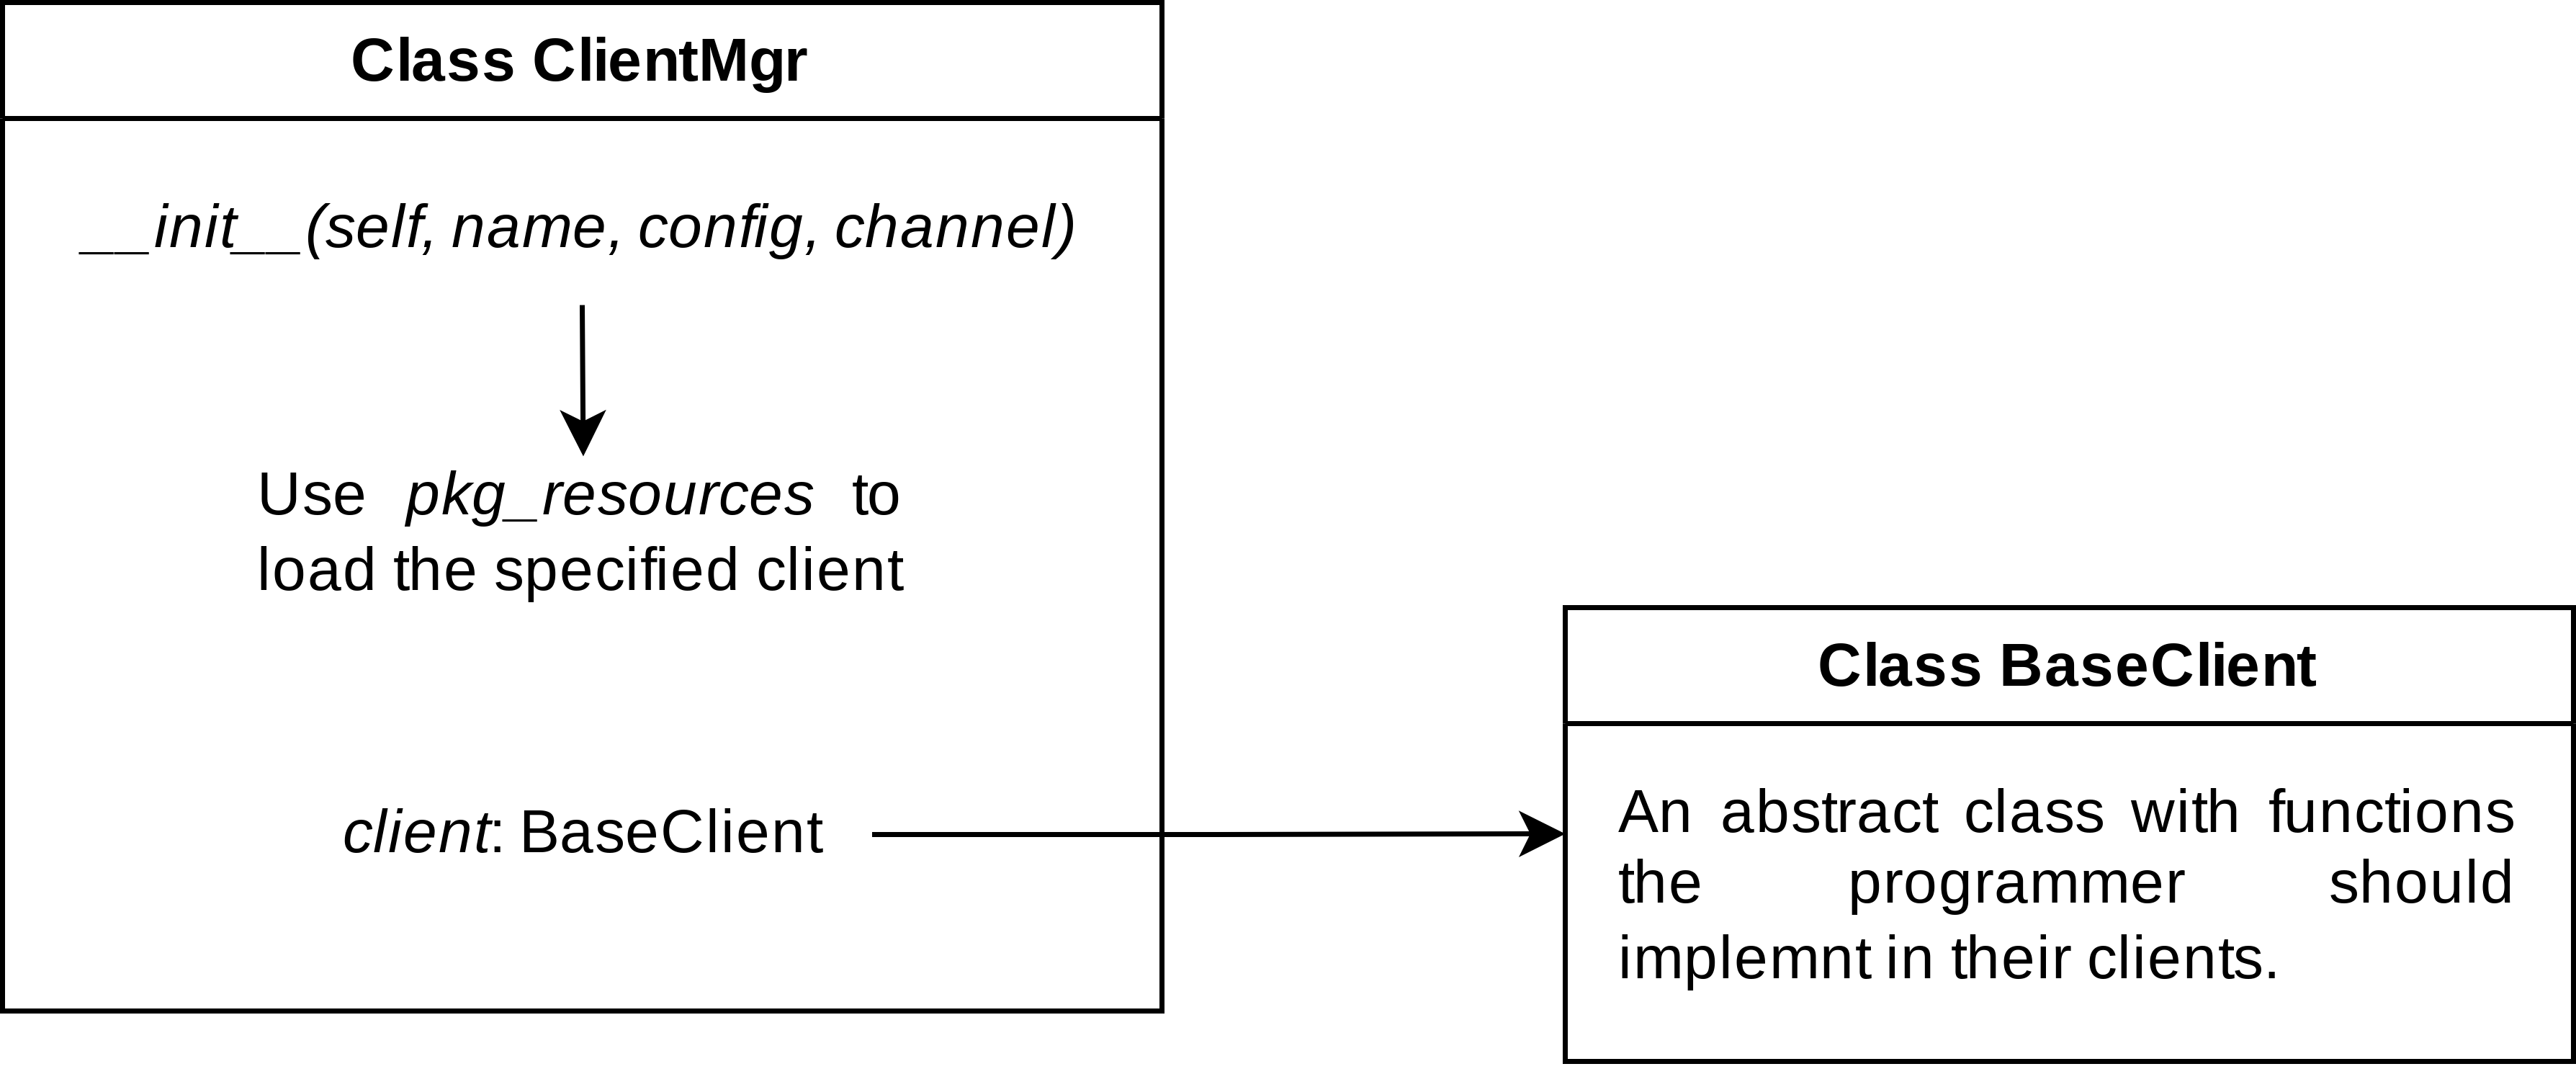 Class ClientMgr
__init__(self, name, config, channel)
Use pkg_resources to
load the specified client
client: BaseClient
Class BaseClient
An abstract class with functions
the programmer should
implemnt in their clients.